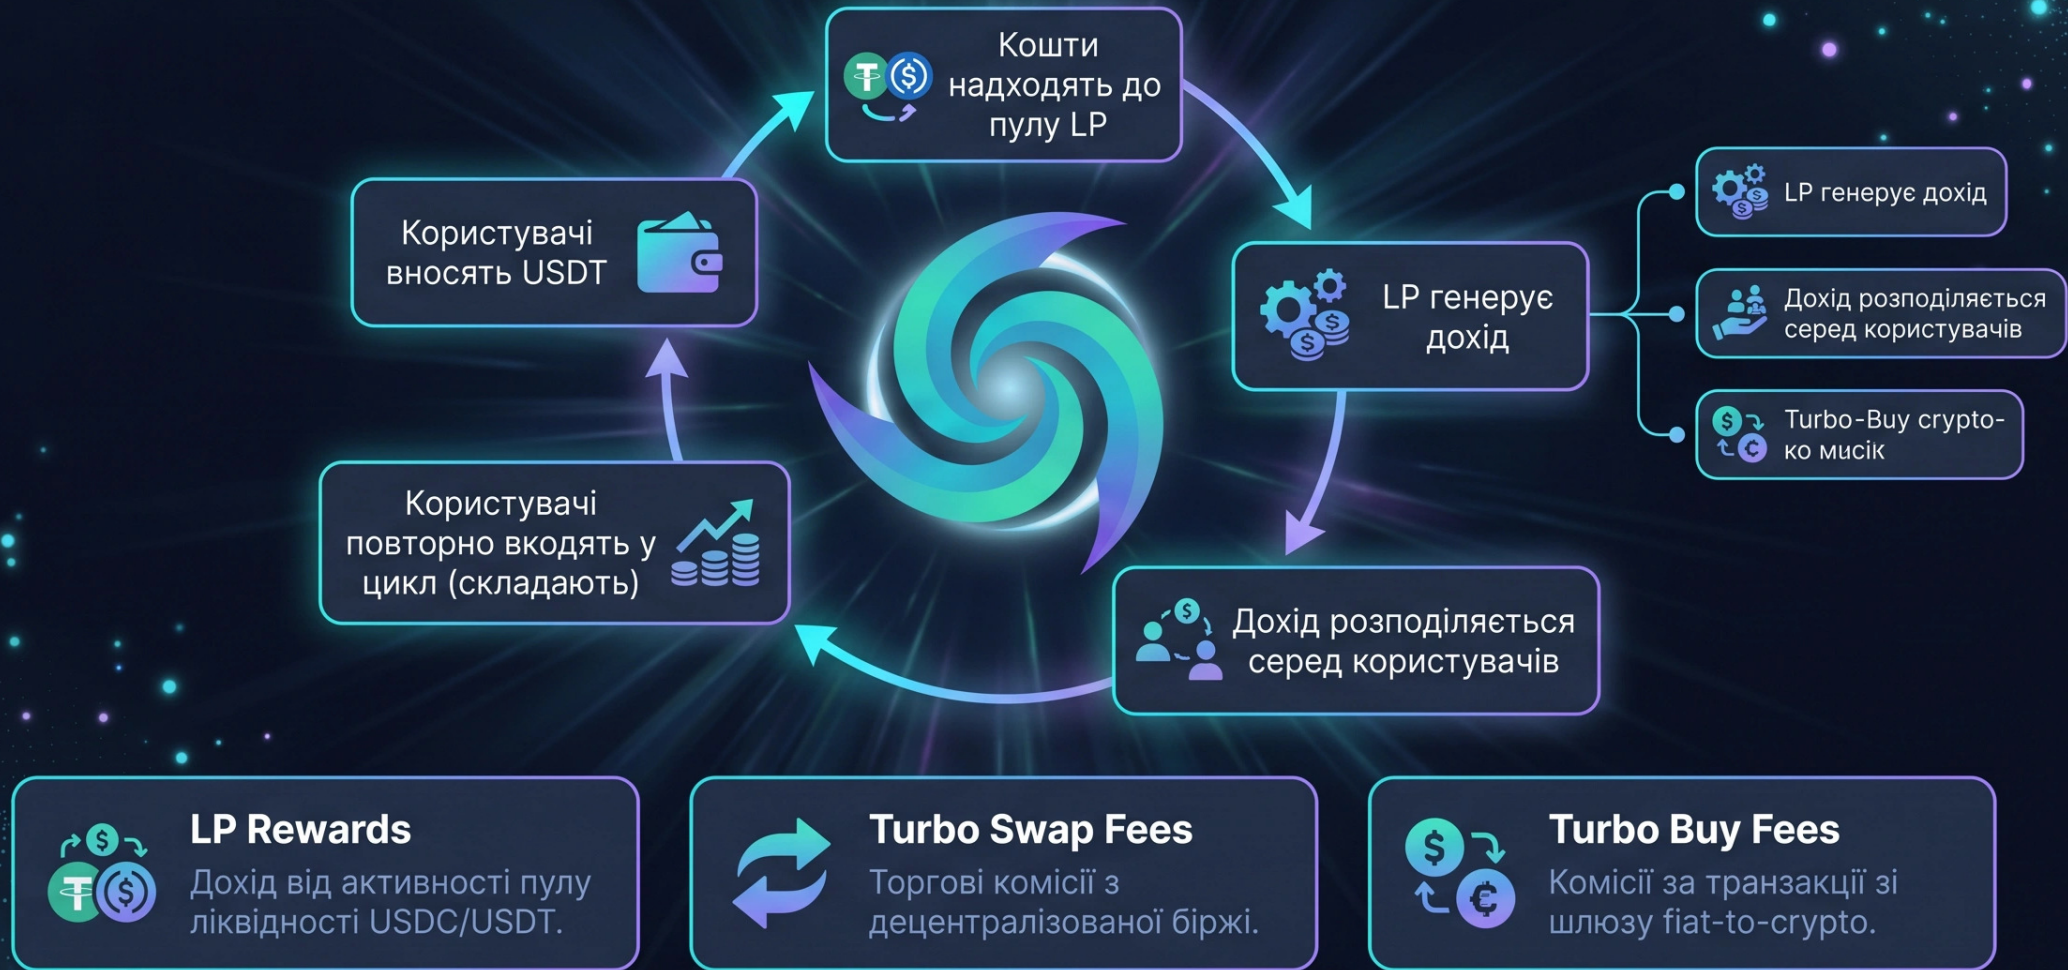 Кошти
надходять до
пулу LP
Користувачі
вносять USDT
LP генерує
дохід
LP генерує дохід
Дохід розподіляється
серед користувачів
Turbo-Buy crypto-
ко мисік
Користувачі
повторно входять у
цикл (складають)
Дохід розподіляється
серед користувачів
LP Rewards
Дохід від активності пулу
ліквідності USDC/USDT.
Turbo Swap Fees
Торгові комісії з
децентралізованої біржі.
Turbo Buy Fees
Комісії за транзакції зі
шлюзу fiat-to-crypto.